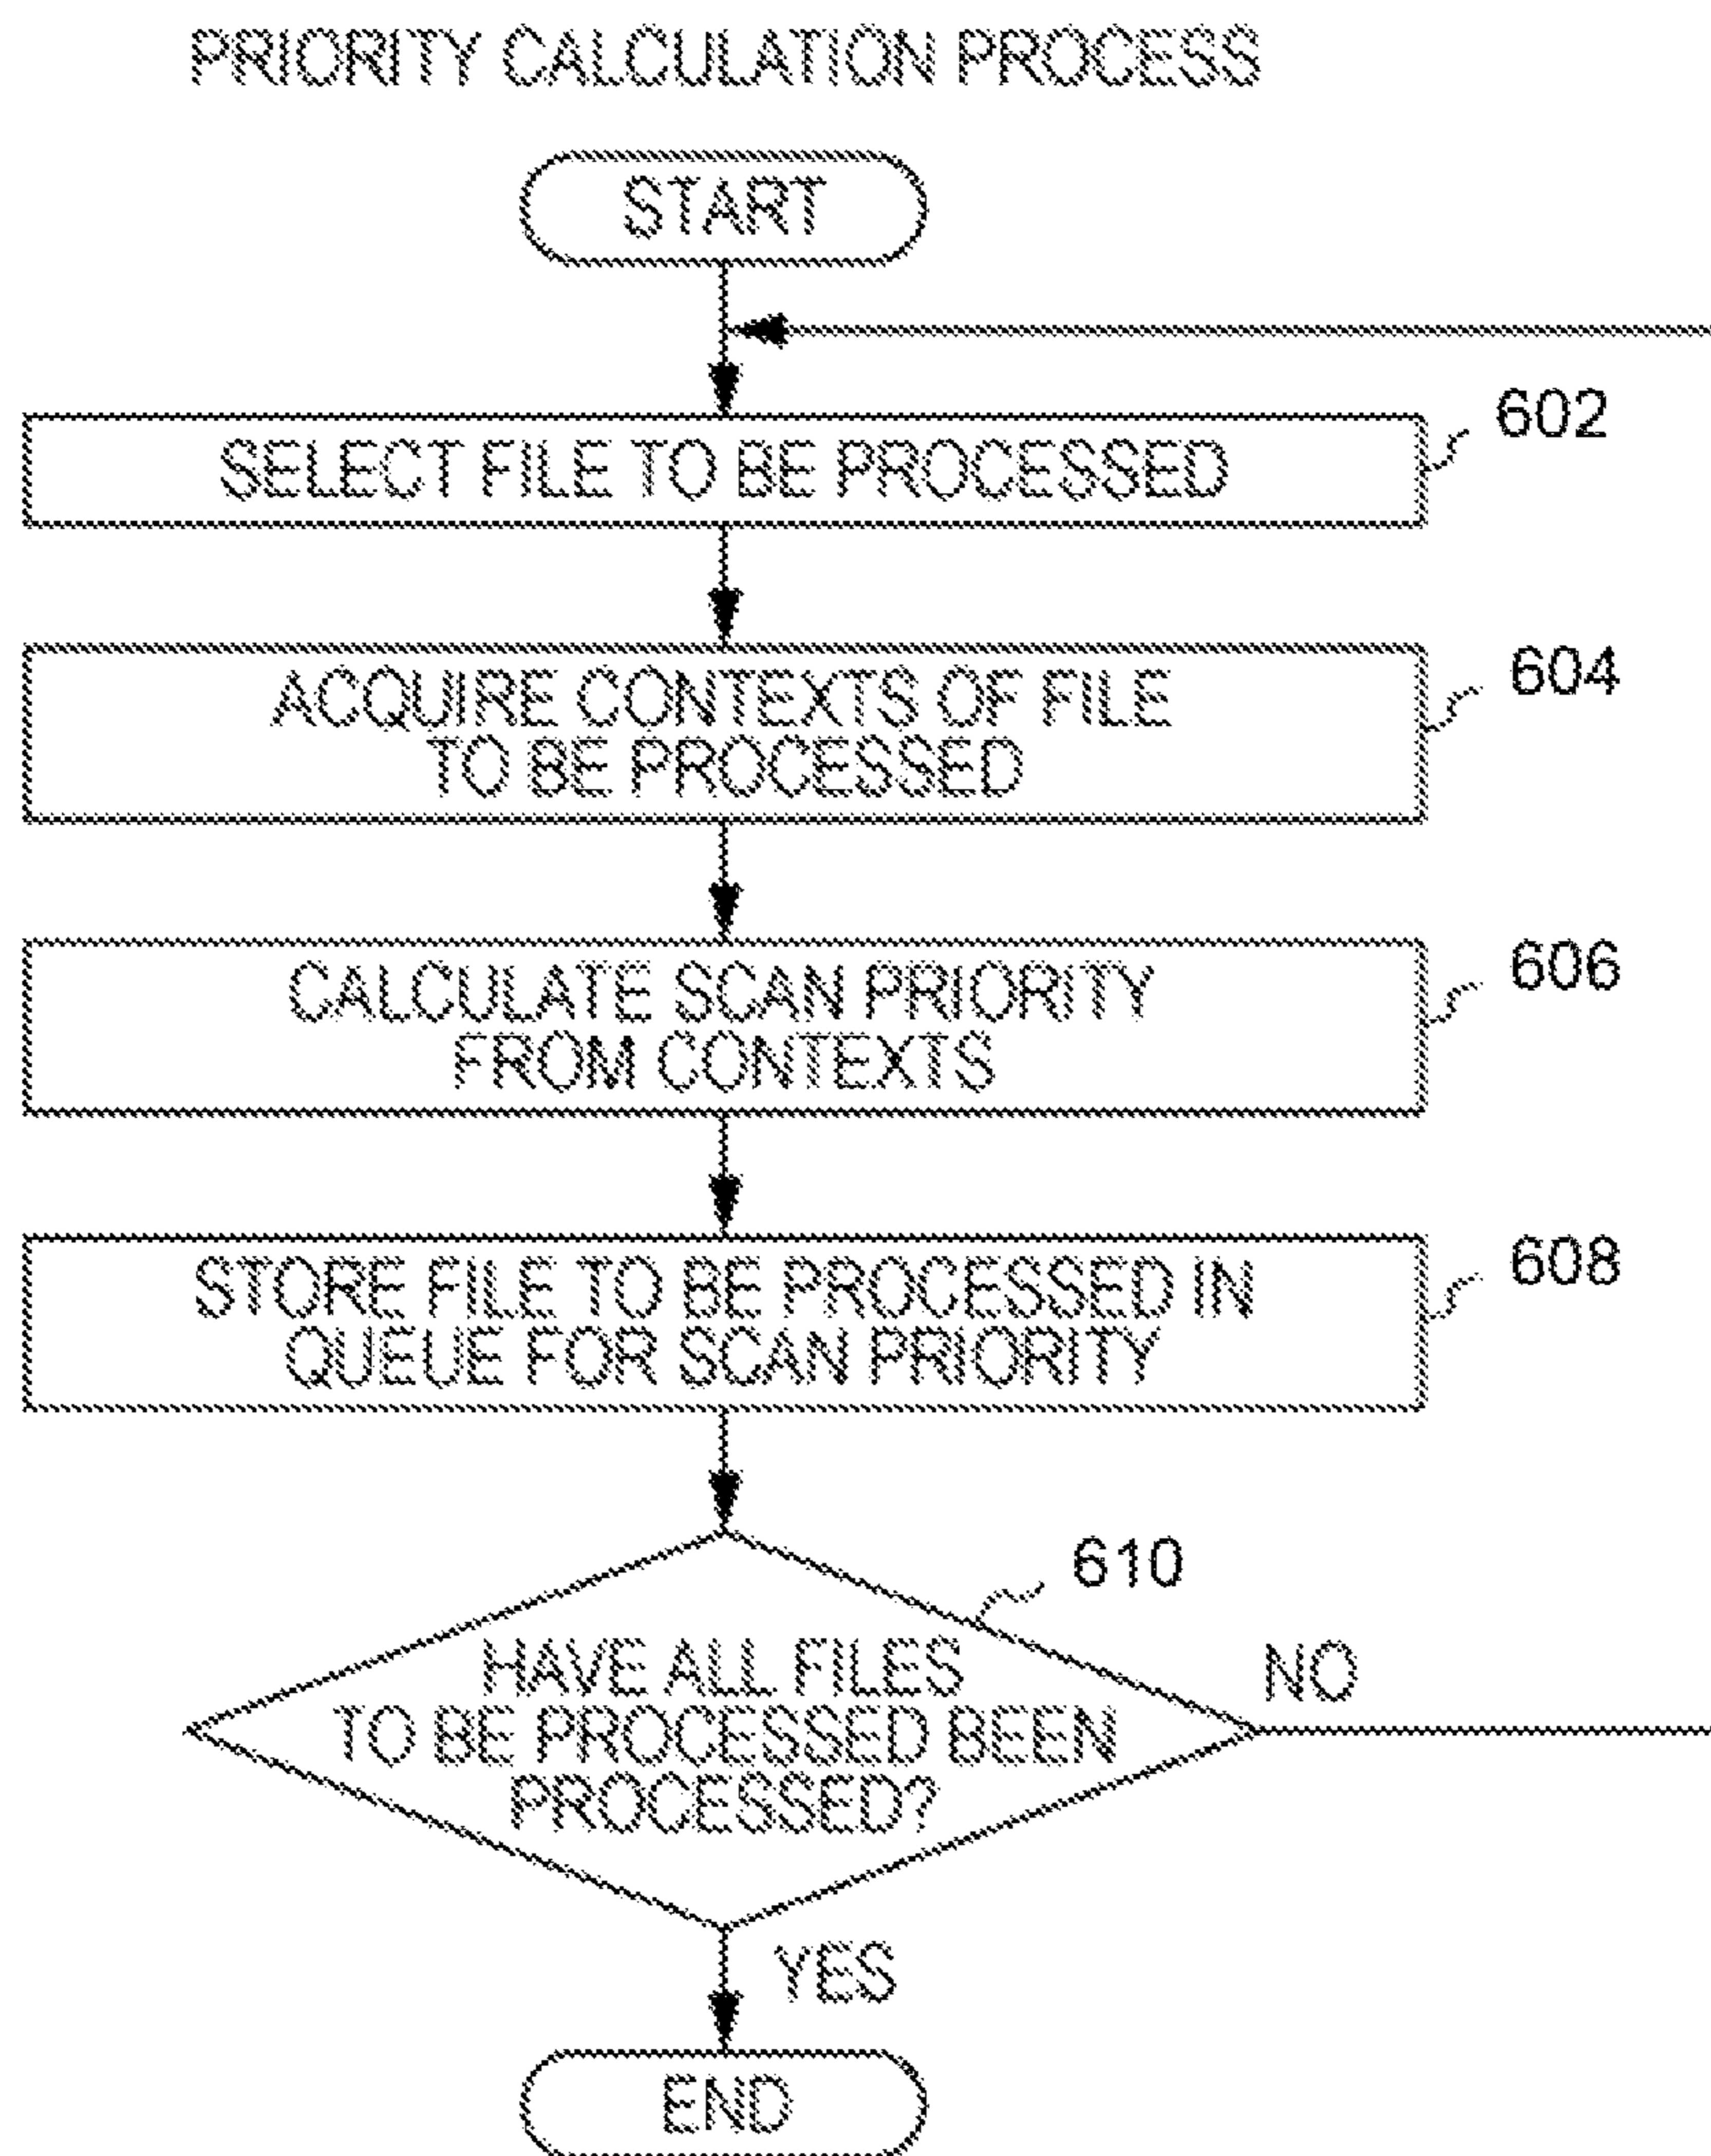 PRIORITY CALCULATION PROCESS
START
SELECT FILE TO BE PROCESSED
602
ACQUIRE CONTEXTS OF FILE
TO BE PROCESSED
604
CALCULATE SCAN PRIORITY
FROM CONTEXTS
606
STORE FILE TO BE PROCESSED IN
QUEUE FOR SCAN PRIORITY
608
610
HAVE ALL FILES
TO BE PROCESSED BEEN
PROCESSED?
NO
YES
END